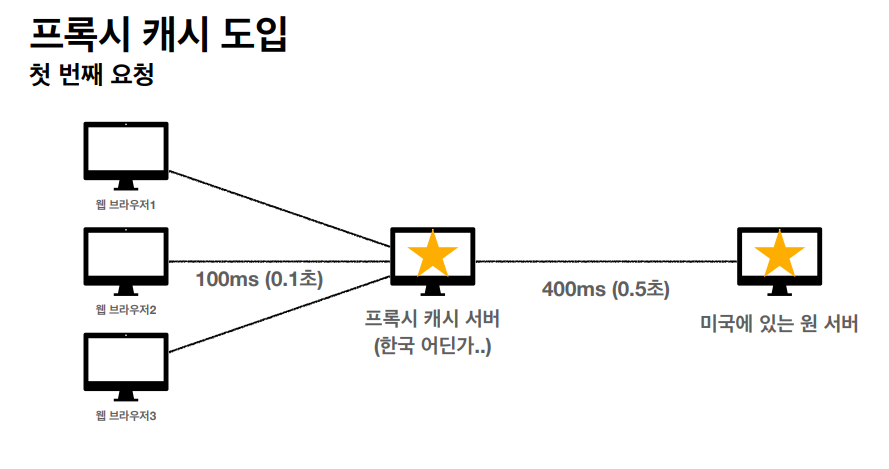 프록시 캐시 도입
첫 번째 요청
웹 브라우저1
웹 브라우저2
웹 브라우저3
100ms (0.1초)
프록시 캐시 서버
(한국 어딘가..)
400ms (0.5초)
미국에 있는 원 서버